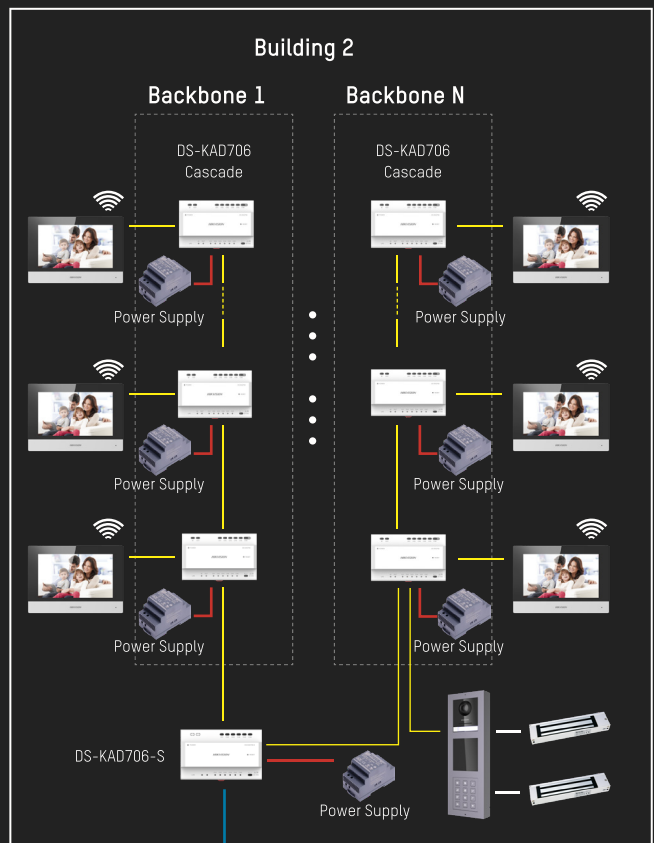 Building 2
Backbone 1
Backbone N
DS-KAD706
Cascade
DS-KAD706
Cascade
Power Supply
Power Supply
Power Supply
Power Supply
Power Supply
Power Supply
DS-KAD706-S
Power Supply